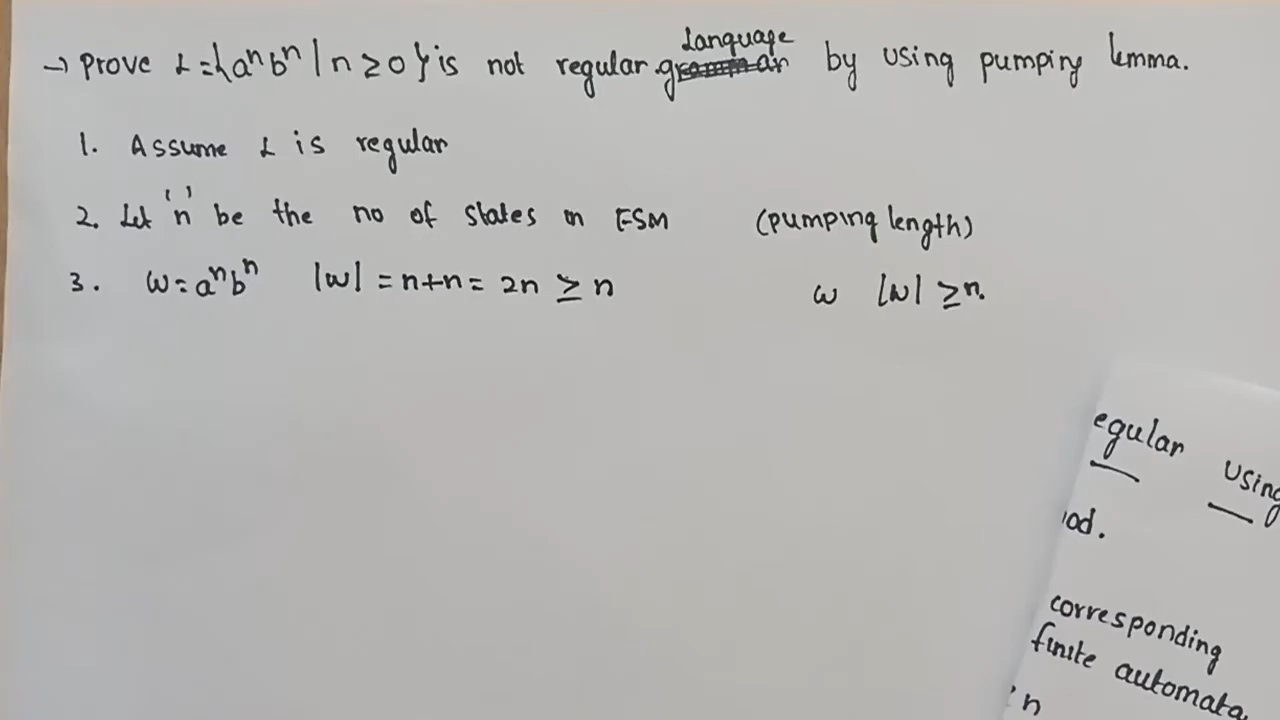 → Prove L = {aⁿbⁿ | n ≥ 0} is not regular Language by using pumping lemma.
1. Assume L is regular
2. Let 'n' be the no of states in FSM (pumping length)
3. ω = aⁿbⁿ |ω| = n+n = 2n ≥ n ω |ω| ≥ n.
egular using
od.
corresponding
finite automata
n